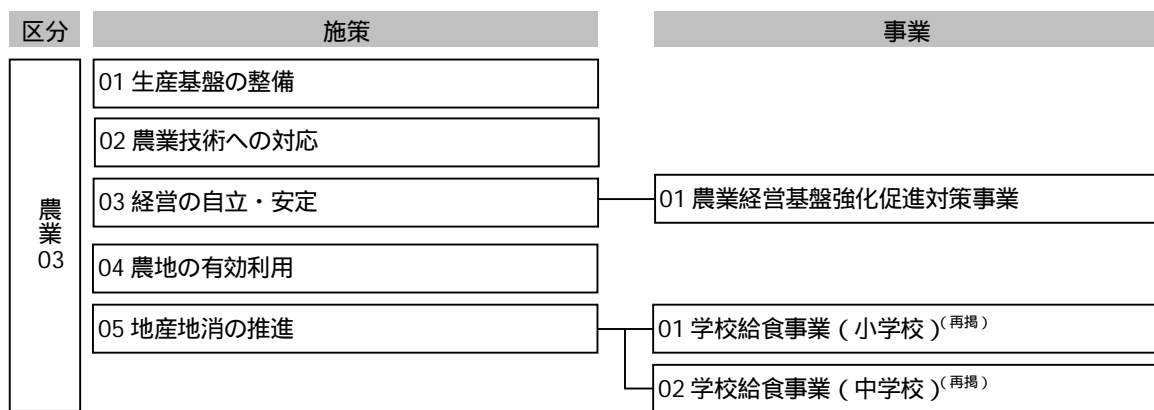 区分 施策 事業
01 生産基盤の整備
02 農業技術への対応
農業03
03 経営の自立・安定 01 農業経営基盤強化促進対策事業
04 農地の有効利用
05 地産地消の推進 01 学校給食事業(小学校)(再掲)
02 学校給食事業(中学校)(再掲)